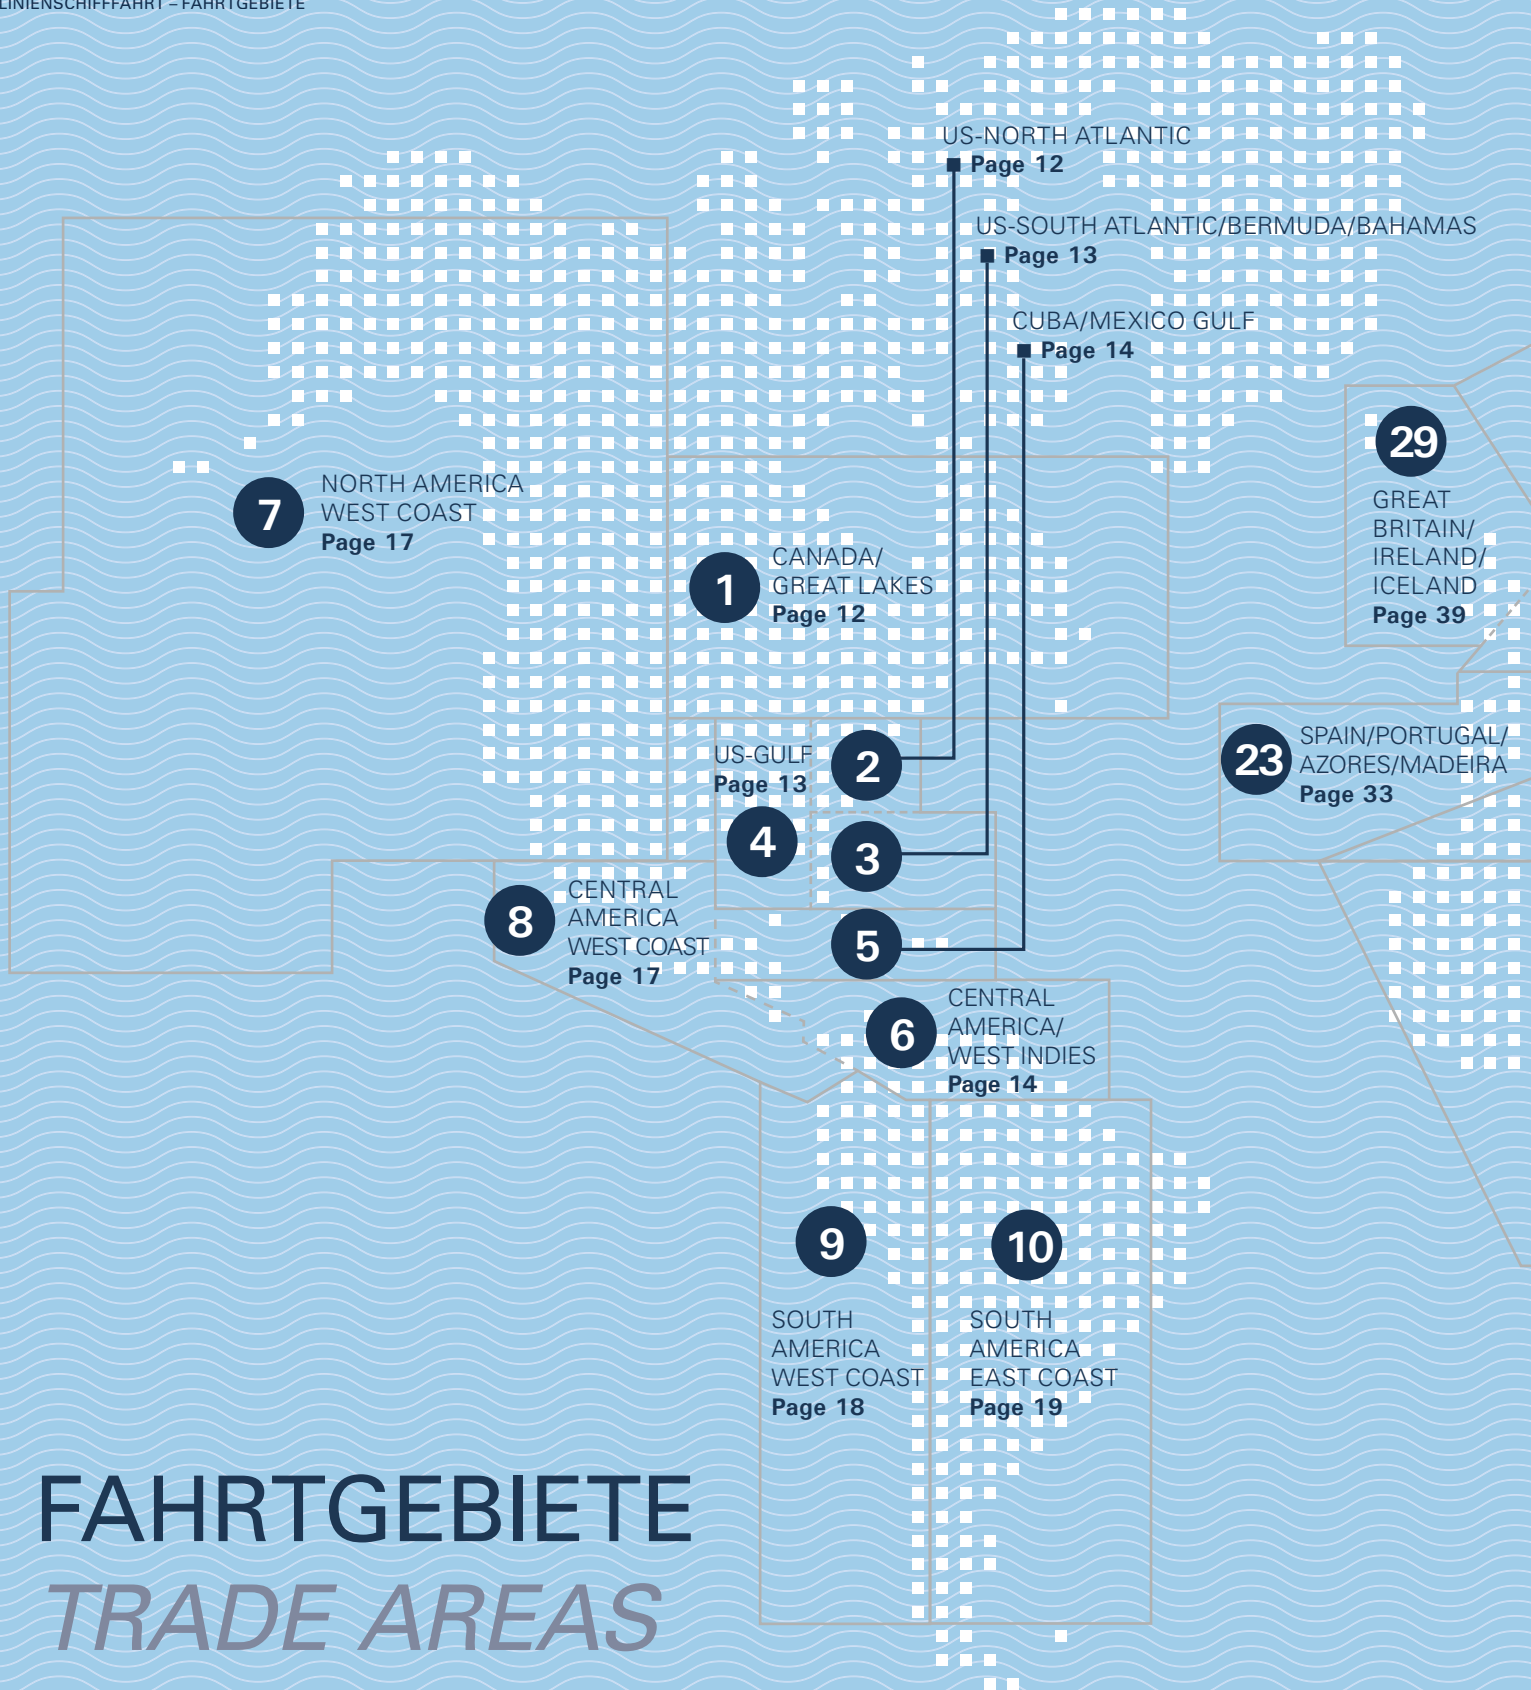 LINIENSCHIFFFAHRT – FAHRTGEBIETE
US-NORTH ATLANTIC
Page 12
US-SOUTH ATLANTIC/BERMUDA/BAHAMAS
Page 13
CUBA/MEXICO GULF
Page 14
29
GREAT
BRITAIN/
IRELAND/
ICELAND
Page 39
7
NORTH AMERICA
WEST COAST
Page 17
1
CANADA/
GREAT LAKES
Page 12
US-GULF
Page 13
2
23
SPAIN/PORTUGAL/
AZORES/MADEIRA
Page 33
4
3
8
CENTRAL
AMERICA
WEST COAST
Page 17
5
6
CENTRAL
AMERICA/
WEST INDIES
Page 14
9
SOUTH
AMERICA
WEST COAST
Page 18
10
SOUTH
AMERICA
EAST COAST
Page 19
FAHRTGEBIETE
TRADE AREAS